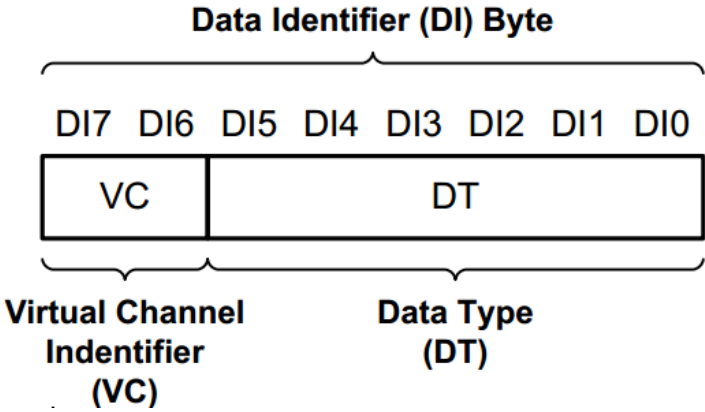 Data Identifier (DI) Byte
DI7 DI6 DI5 DI4 DI3 DI2 DI1 DI0
VC DT
Virtual Channel Data Type
Indentifier (DT)
(VC)